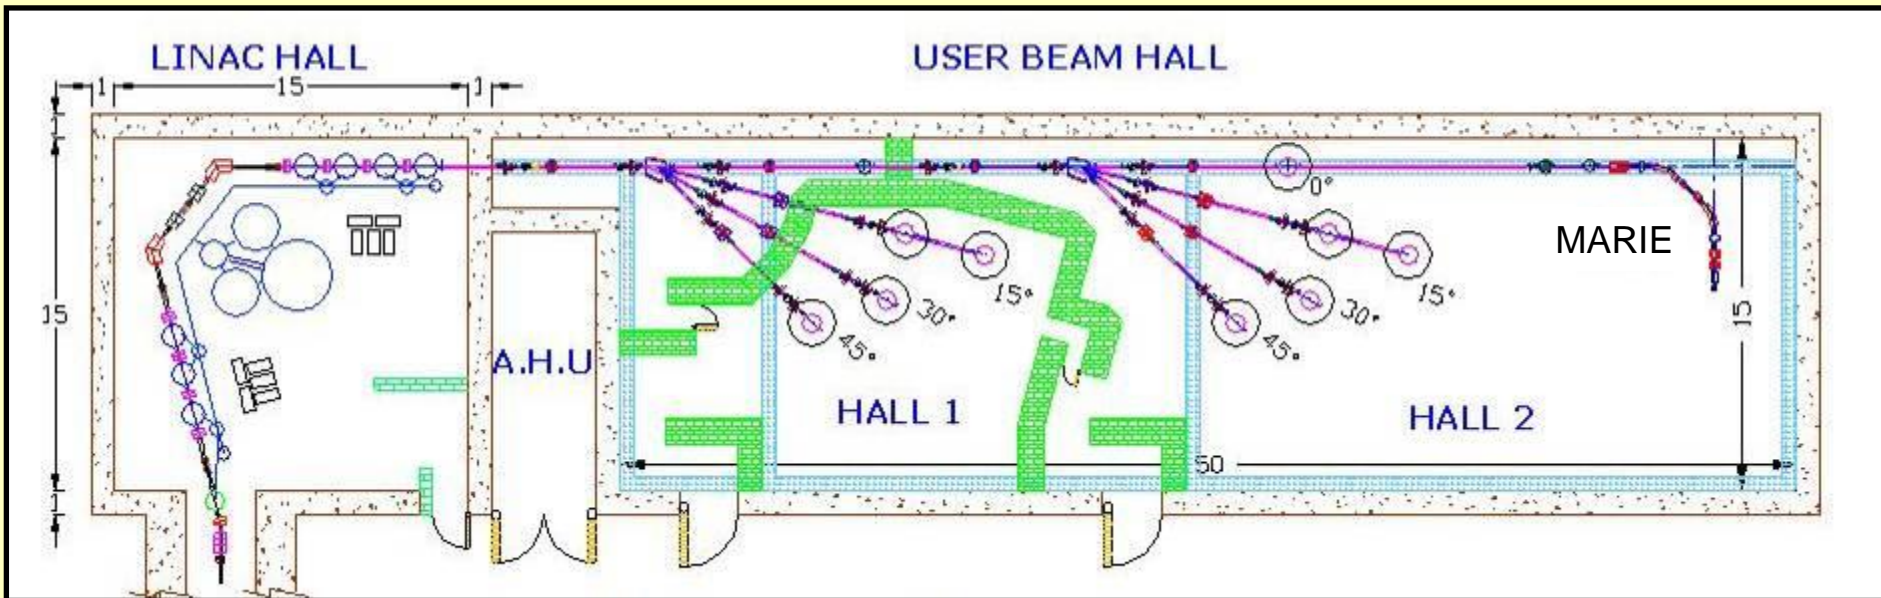 LINAC HALL
USER BEAM HALL
1 15 1
1
0°
MARIE
15°
15°
30°
30°
15
15
45°
45°
A.H.U
HALL 1
HALL 2
50
1